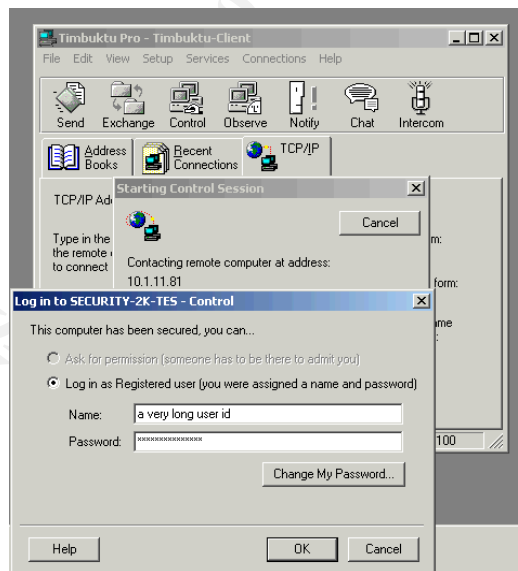 Timbuktu Pro - Timbuktu-Client
File Edit View Setup Services Connections Help
Send Exchange Control Observe Notify Chat Intercom
Address Books Recent Connections TCP/IP
Starting Control Session
TCP/IP
Cancel
Type in the
m:
the remote
to connect
Contacting remote computer at address:
10.1.11.81
form:
Log in to SECURITY-2K-TES - Control
This computer has been secured, you can...
Ask for permission (someone has to be there to admit you)
Log in as Registered user (you were assigned a name and password)
Name: a very long user id
Password: ***************
100
Change My Password...
Help OK Cancel